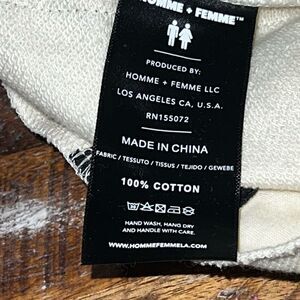 HOMME + FEMME™
PRODUCED BY:
HOMME + FEMME LLC
LOS ANGELES CA, U.S.A.
RN155072
MADE IN CHINA
FABRIC / TESSUTO / TISSUS / TEJIDO / GEWEBE
100% COTTON
HAND WASH, HANG DRY
AND HANDLE WITH CARE.
WWW.HOMMEFEMMELA.COM